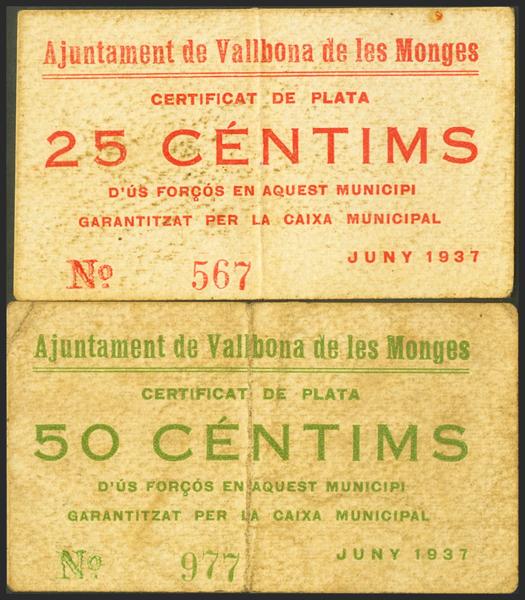 Ajuntament de Vallbona de les Monges
CERTIFICAT DE PLATA
25 CÉNTIMS
D'ÚS FORÇÓS EN AQUEST MUNICIPI
GARANTITZAT PER LA CAIXA MUNICIPAL
JUNY 1937
Nº 567
Ajuntament de Vallbona de les Monges
CERTIFICAT DE PLATA
50 CÉNTIMS
D'ÚS FORÇÓS EN AQUEST MUNICIPI
GARANTITZAT PER LA CAIXA MUNICIPAL
JUNY 1937
Nº 977